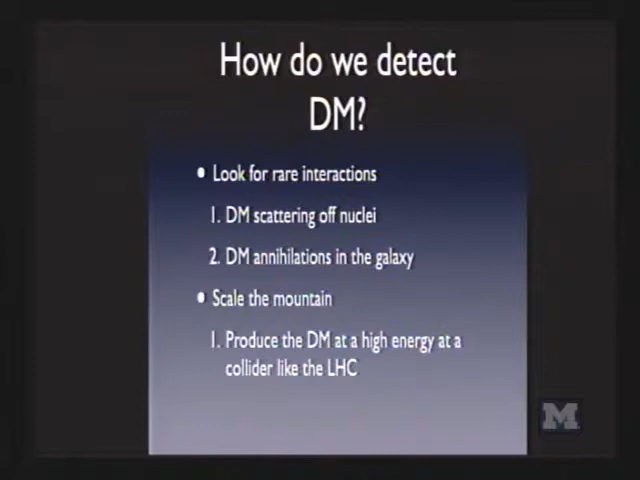 How do we detect
DM?
• Look for rare interactions
1. DM scattering off nuclei
2. DM annihilations in the galaxy
• Scale the mountain
1. Produce the DM at a high energy at a
collider like the LHC
M